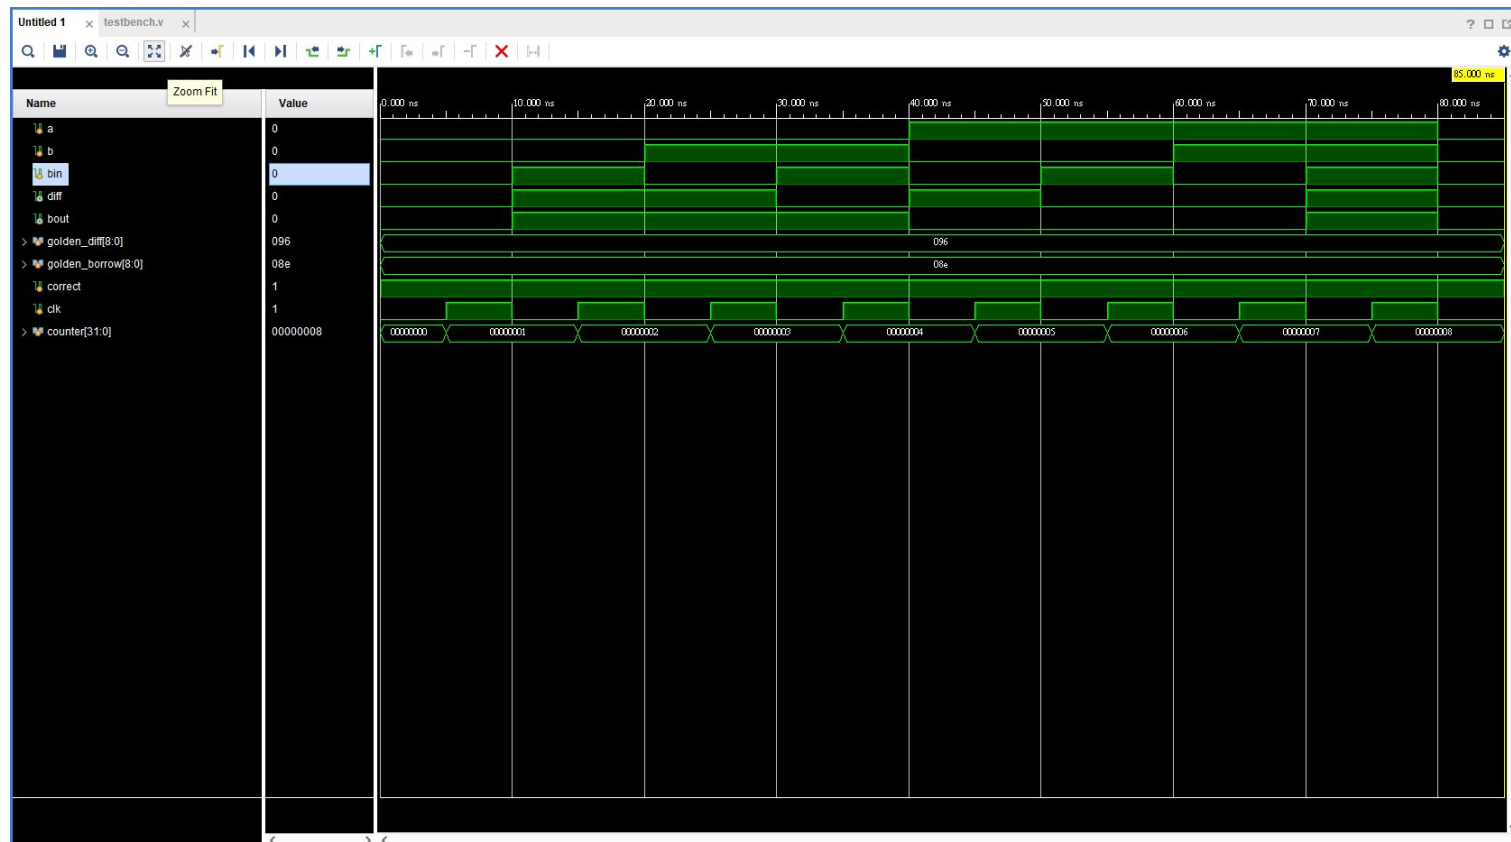 Untitled 1 × testbench.v × ?
85.000 ns
Zoom Fit
Name Value 0.000 ns 10.000 ns 20.000 ns 30.000 ns 40.000 ns 50.000 ns 60.000 ns 70.000 ns 80.000 ns
a 0
b 0
bin 0
diff 0
bout 0
golden_diff[8:0] 096 096
golden_borrow[8:0] 08e 08e
correct 1
clk 1
counter[31:0] 00000008 00000000 00000001 00000002 00000003 00000004 00000005 00000006 00000007 00000008